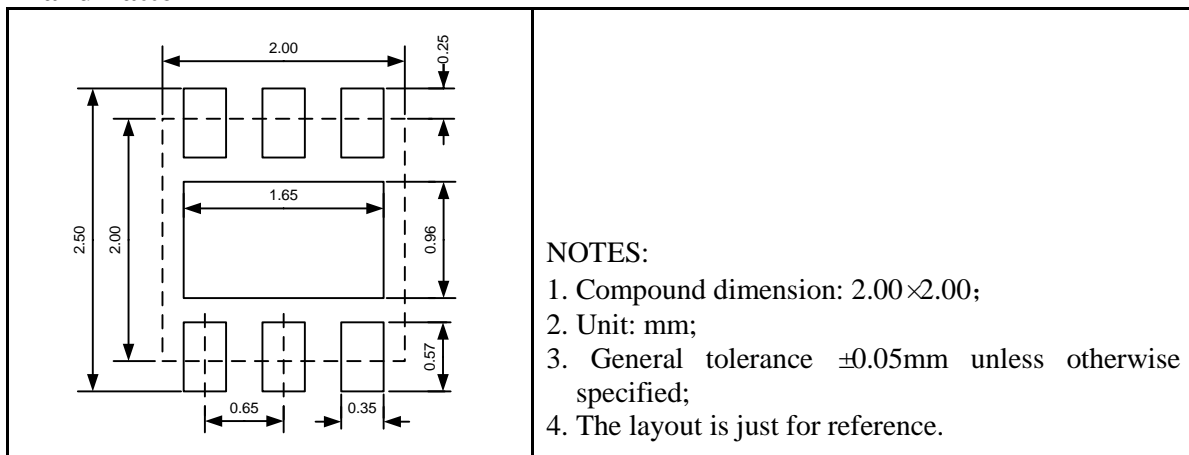 2.00
0.25
1.65
2.50
2.00
0.96
0.57
0.65
0.35
NOTES:
1. Compound dimension: 2.00×2.00；
2. Unit: mm;
3. General tolerance ±0.05mm unless otherwise
specified;
4. The layout is just for reference.